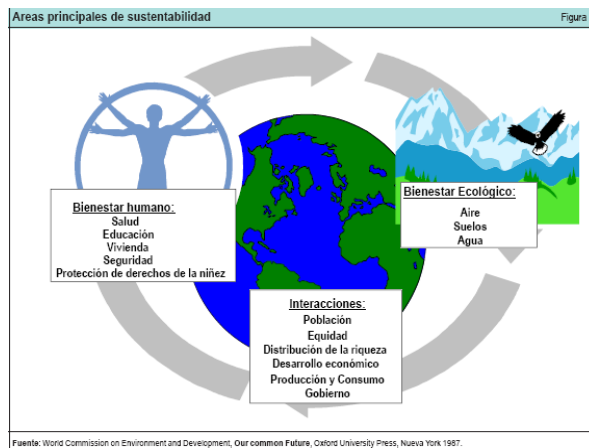 Areas principales de sustentabilidad
Figura
Bienestar humano:
Salud
Educación
Vivienda
Seguridad
Protección de derechos de la niñez
Bienestar Ecológico:
Aire
Suelos
Agua
Interacciones:
Población
Equidad
Distribución de la riqueza
Desarrollo económico
Producción y Consumo
Gobierno
Fuente: World Commission on Environment and Development, Our common Future, Oxford University Press, Nueva York 1987.